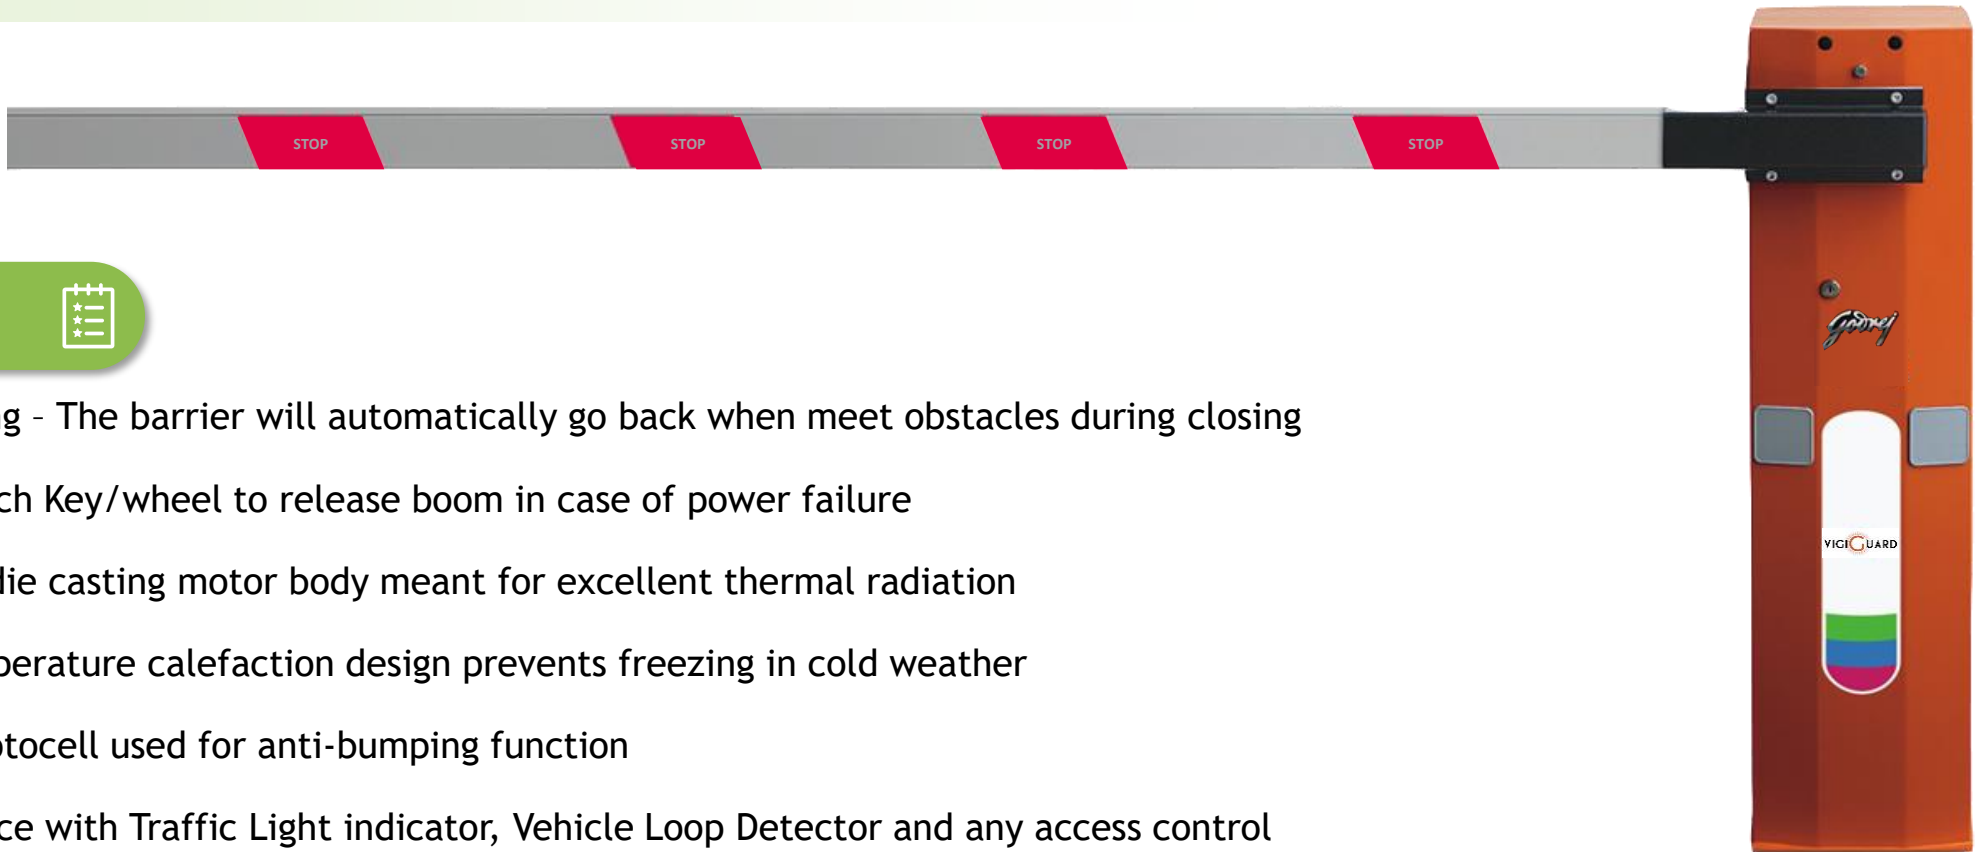 STOP STOP STOP STOP
Godrej
ng – The barrier will automatically go back when meet obstacles during closing
ch Key/wheel to release boom in case of power failure
die casting motor body meant for excellent thermal radiation
VIGIGUARD
perature calefaction design prevents freezing in cold weather
otocell used for anti-bumping function
ce with Traffic Light indicator, Vehicle Loop Detector and any access control